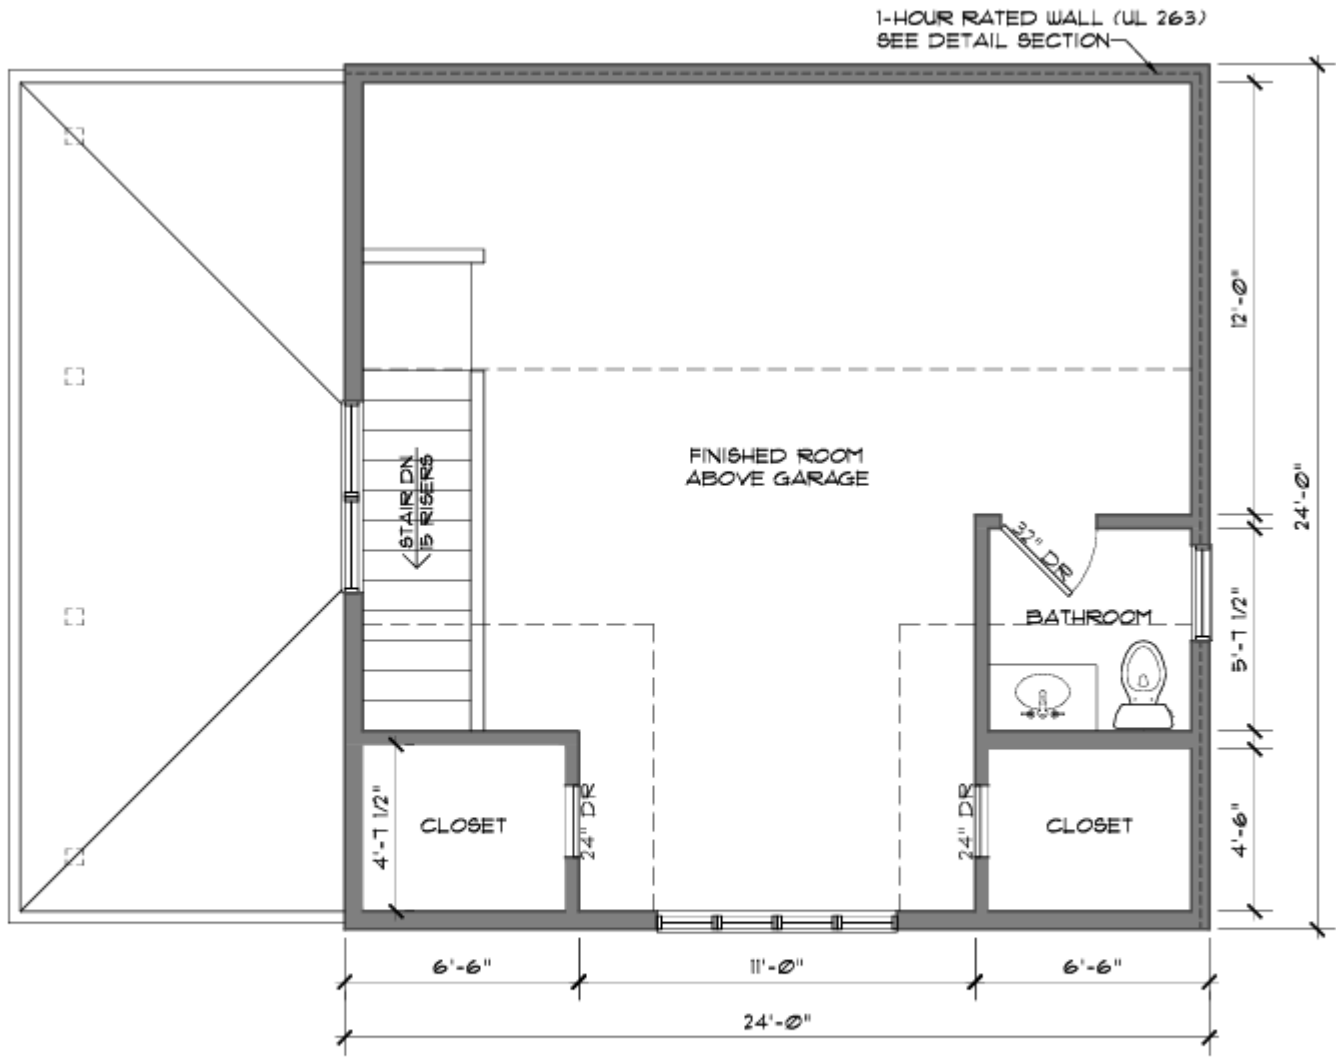 1-HOUR RATED WALL (UL 263)
SEE DETAIL SECTION
12'-0"
24'-0"
FINISHED ROOM
ABOVE GARAGE
STAIR DN
15 RISERS
32" DR
BATHROOM
5'-7 1/2"
4'-7 1/2"
CLOSET
24" DR
24" DR
CLOSET
4'-6"
6'-6"
11'-0"
6'-6"
24'-0"